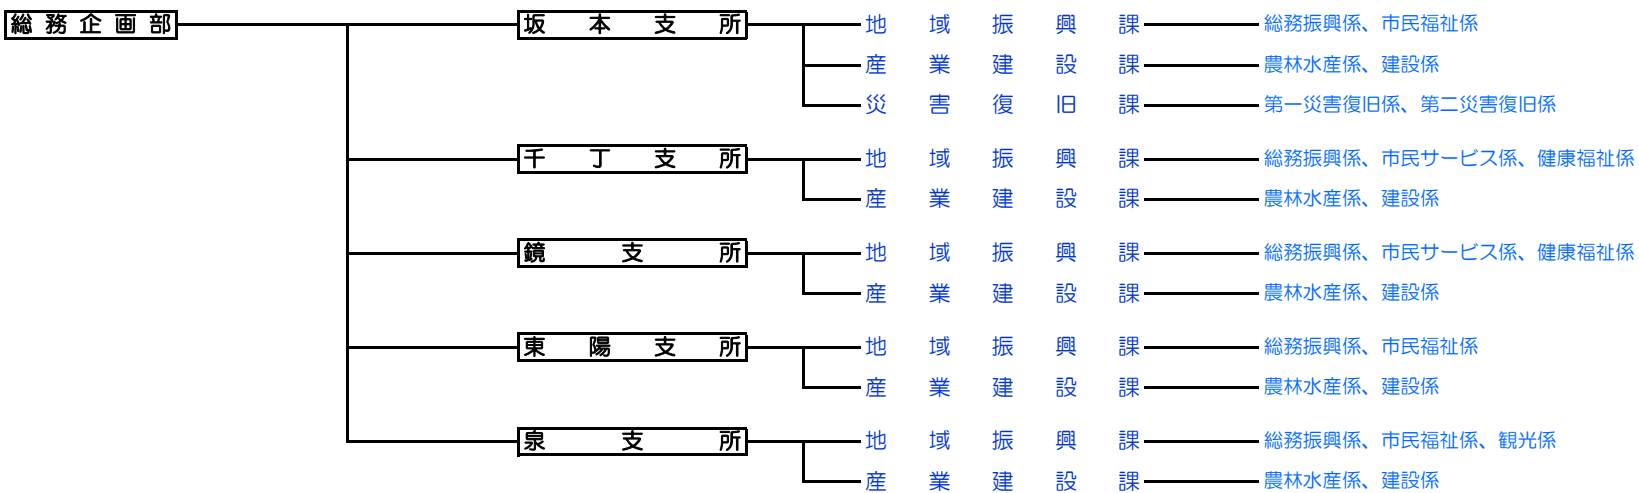 総務企画部 坂本支所 地域振興課 総務振興係、市民福祉係
産業建設課 農林水産係、建設係
災害復旧課 第一災害復旧係、第二災害復旧係
千丁支所 地域振興課 総務振興係、市民サービス係、健康福祉係
産業建設課 農林水産係、建設係
鏡支所 地域振興課 総務振興係、市民サービス係、健康福祉係
産業建設課 農林水産係、建設係
東陽支所 地域振興課 総務振興係、市民福祉係
産業建設課 農林水産係、建設係
泉支所 地域振興課 総務振興係、市民福祉係、観光係
産業建設課 農林水産係、建設係